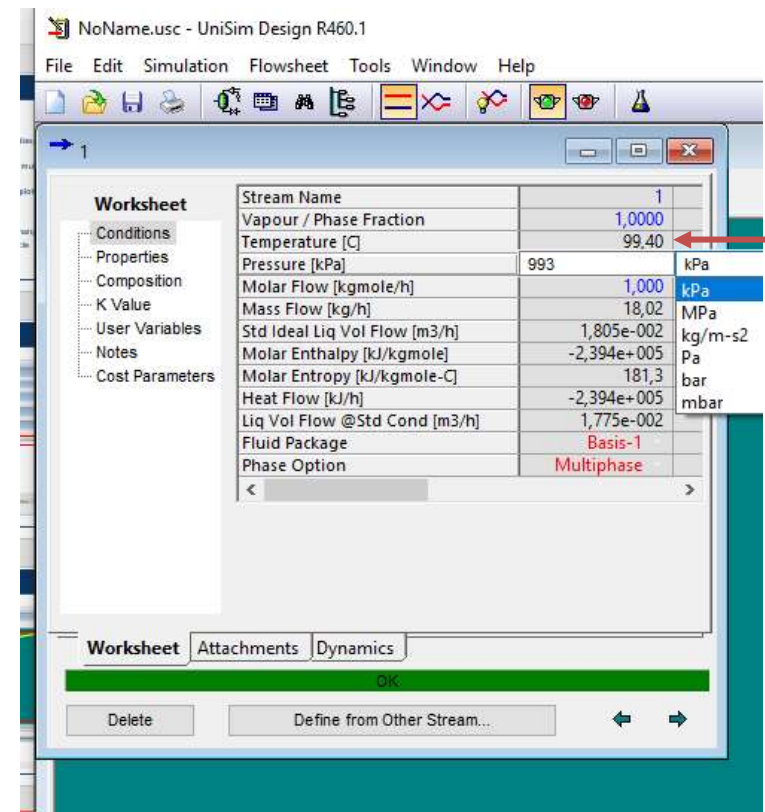 NoName.usc - UniSim Design R460.1
File Edit Simulation Flowsheet Tools Window Help
1
Worksheet
Conditions
Properties
Composition
K Value
User Variables
Notes
Cost Parameters
Stream Name 1
Vapour / Phase Fraction 1,0000
Temperature [C] 99,40
Pressure [kPa] 993 kPa
Molar Flow [kgmole/h] 1,000
Mass Flow [kg/h] 18,02
Std Ideal Liq Vol Flow [m3/h] 1,805e-002
Molar Enthalpy [kJ/kgmole] -2,394e+005
Molar Entropy [kJ/kgmole-C] 181,3
Heat Flow [kJ/h] -2,394e+005
Liq Vol Flow @Std Cond [m3/h] 1,775e-002
Fluid Package Basis-1
Phase Option Multiphase
kPa
MPa
kg/m-s2
Pa
bar
mbar
Worksheet Attachments Dynamics
OK
Delete Define from Other Stream...